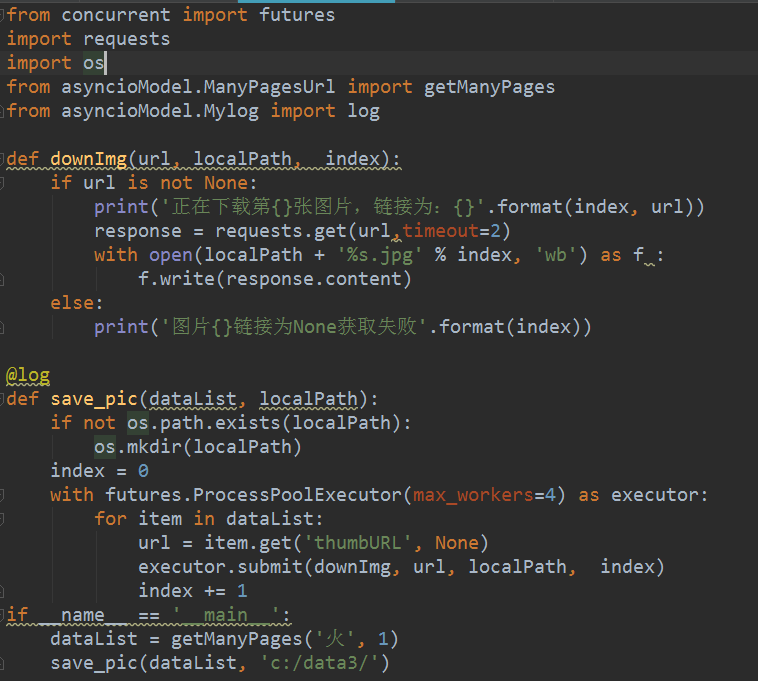 from concurrent import futures
import requests
import os
from asyncioModel.ManyPagesUrl import getManyPages
from asyncioModel.Mylog import log

def downImg(url, localPath,  index):
    if url is not None:
        print('正在下载第{}张图片，链接为：{}'.format(index, url))
        response = requests.get(url,timeout=2)
        with open(localPath + '%s.jpg' % index, 'wb') as f :
            f.write(response.content)
    else:
        print('图片{}链接为None获取失败'.format(index))

@log
def save_pic(dataList, localPath):
    if not os.path.exists(localPath):
        os.mkdir(localPath)
    index = 0
    with futures.ProcessPoolExecutor(max_workers=4) as executor:
        for item in dataList:
            url = item.get('thumbURL', None)
            executor.submit(downImg, url, localPath,  index)
            index += 1
if __name__ == '__main__':
    dataList = getManyPages('火', 1)
    save_pic(dataList, 'c:/data3/')